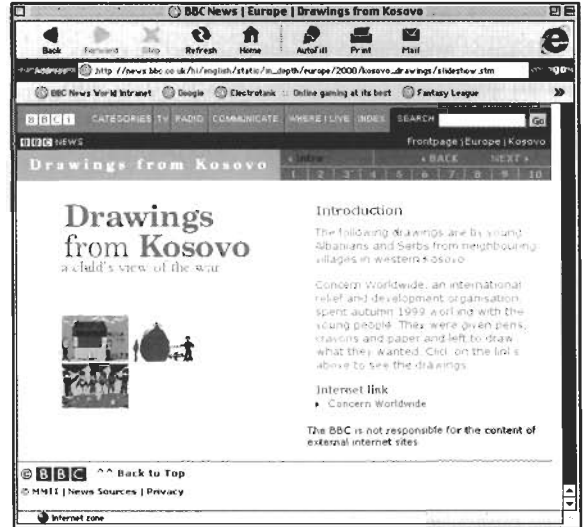 BBC News | Europe | Drawings from Kosovo
Back Forward Stop Refresh Home AutoFill Print Mail
Address http://news.bbc.co.uk/hi/english/static/in_depth/europe/2000/kosovo_drawings/slideshow.stm go
BBC News World Intranet Google Electrotank :: Online gaming at its best Fantasy League »
BBCi CATEGORIES TV RADIO COMMUNICATE WHERE I LIVE INDEX SEARCH Go
BBC NEWS Frontpage | Europe | Kosovo
Drawings from Kosovo « Intro « BACK NEXT »
1 2 3 4 5 6 7 8 9 10
Drawings
from Kosovo
a child's view of the war
Introduction
The following drawings are by young
Albanians and Serbs from neighbouring
villages in western Kosovo
Concern Worldwide, an international
relief and development organisation,
spent autumn 1999 working with the
young people. They were given pens,
crayons and paper and left to draw
what they wanted. Click on the links
above to see the drawings
Internet link
Concern Worldwide
The BBC is not responsible for the content of
external internet sites
© BBC ^^ Back to Top
© MMII | News Sources | Privacy
Internet zone